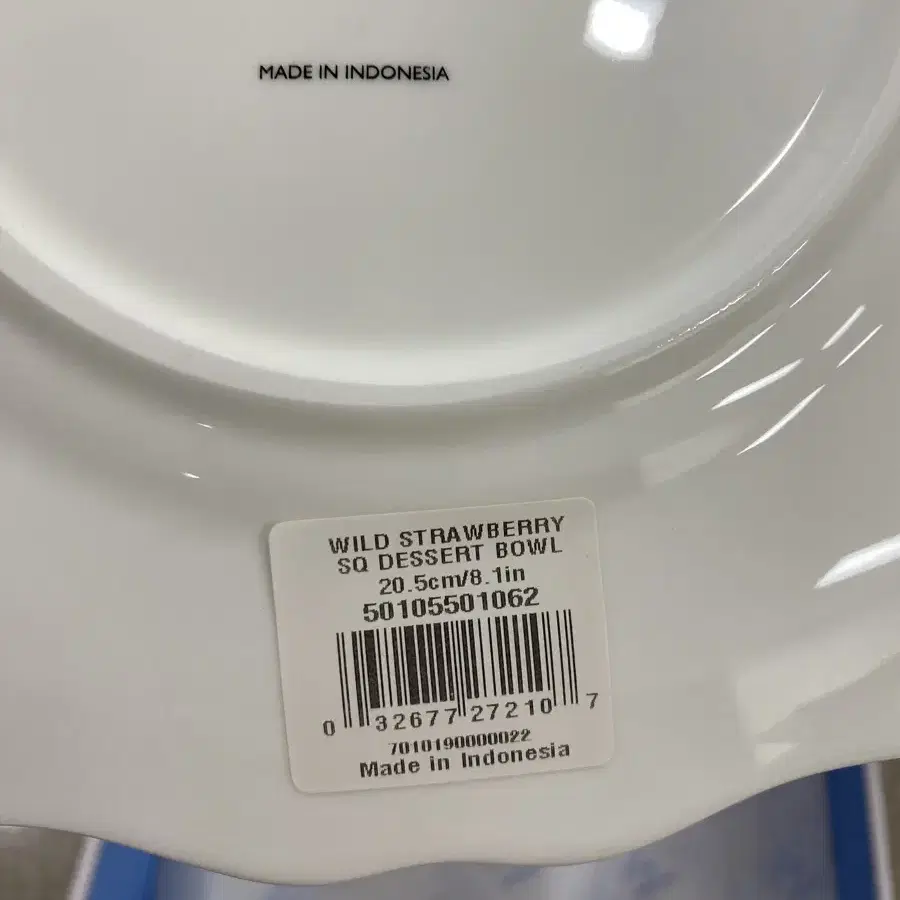 MADE IN INDONESIA
WILD STRAWBERRY
SQ DESSERT BOWL
20.5cm/8.1in
50105501062
0 32677 27210 7
7010190000022
Made in Indonesia